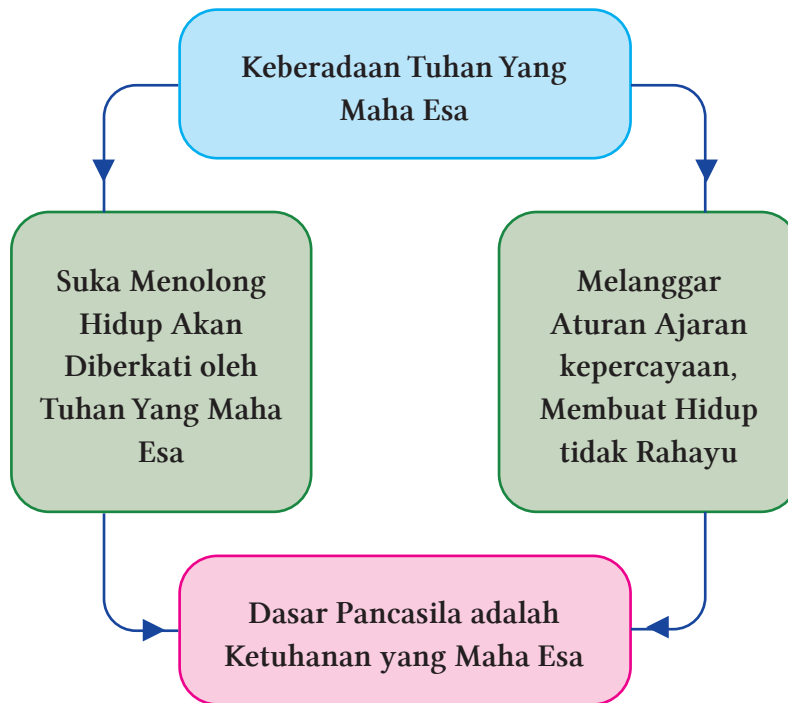 Keberadaan Tuhan Yang
Maha Esa
Suka Menolong
Hidup Akan
Diberkati oleh
Tuhan Yang Maha
Esa
Melanggar
Aturan Ajaran
kepercayaan,
Membuat Hidup
tidak Rahayu
Dasar Pancasila adalah
Ketuhanan yang Maha Esa